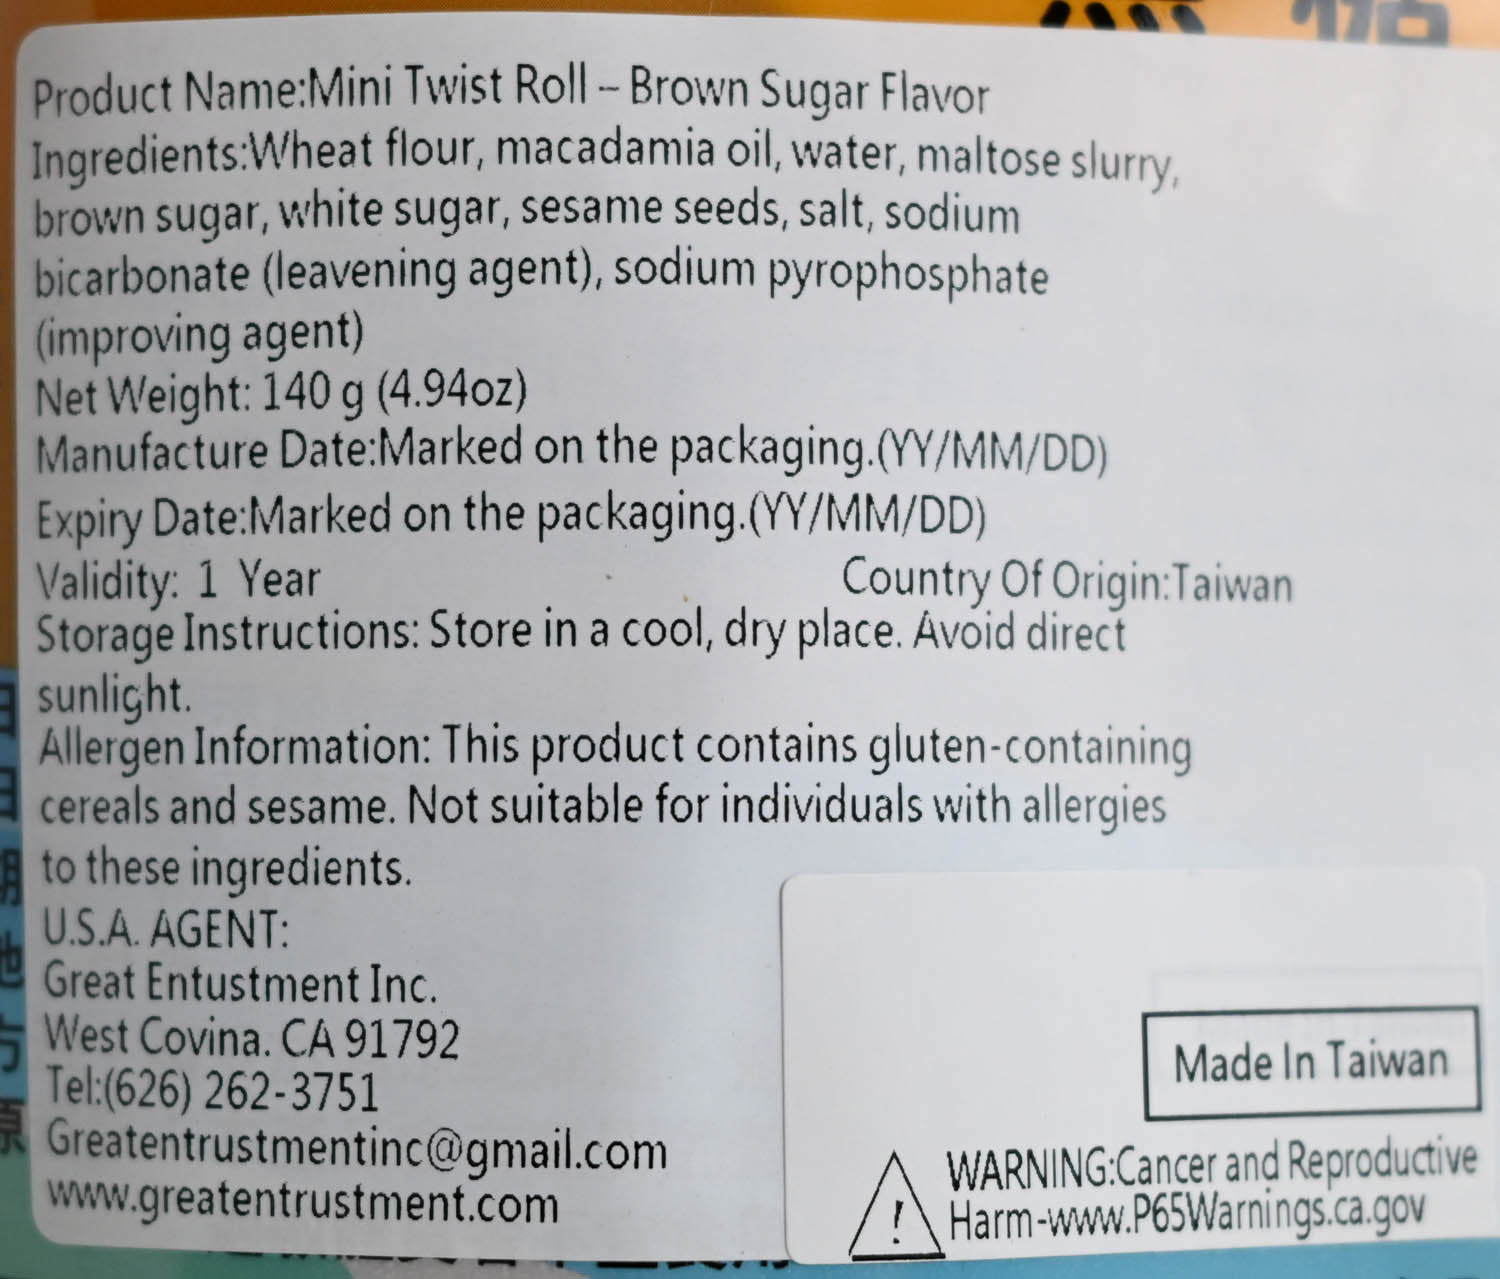 Product Name:Mini Twist Roll – Brown Sugar Flavor
Ingredients:Wheat flour, macadamia oil, water, maltose slurry,
brown sugar, white sugar, sesame seeds, salt, sodium
bicarbonate (leavening agent), sodium pyrophosphate
(improving agent)
Net Weight: 140 g (4.94oz)
Manufacture Date:Marked on the packaging.(YY/MM/DD)
Expiry Date:Marked on the packaging.(YY/MM/DD)
Validity: 1 Year Country Of Origin:Taiwan
Storage Instructions: Store in a cool, dry place. Avoid direct
sunlight.
Allergen Information: This product contains gluten-containing
cereals and sesame. Not suitable for individuals with allergies
to these ingredients.
U.S.A. AGENT:
Great Entustment Inc.
West Covina. CA 91792
Tel:(626) 262-3751
Greatentrustmentinc@gmail.com
www.greatentrustment.com
Made In Taiwan
WARNING:Cancer and Reproductive
Harm-www.P65Warnings.ca.gov